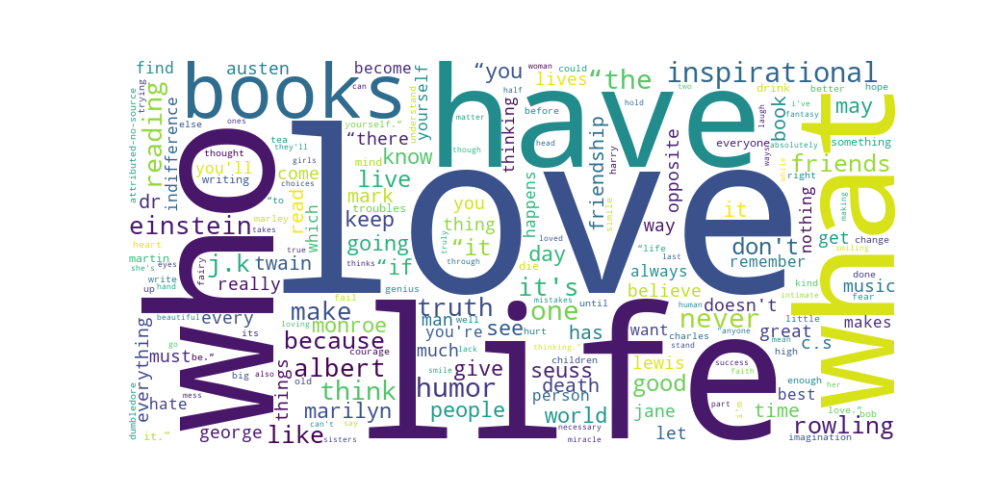 find
austen
become
“you
woman
could
inspirational
trying
else
books
can
understand
yourself
lives
half
“the
two
have
drink
better
hope
may
i've
fantasy
something
attributed-no-source
reading
indifference
ones
yourself.”
before
thinking
hold
matter
head
though
book
laugh
everyone
absolutely
ways
what
thought
you'll
writing
tea
they'll
girls
“there
mind
know
friendship
opposite
harry
while
right
friends
dr.
come
choices
live
who
love
einstein
“to
marley
takes
read
which
mark
troubles
keep
you
thing
happens
simile
way
it
nothing
making
smiling
change
get
heart
martin
she's
eyes
fairy
j.k
twain
true
going
“it
truly
loved
day
“life
last
don't
remember
write
hand
up
really
thinks
“if
genius
through
die
it's
always
believe
human
intimate
kind
done
fear
music
beautiful
every
make
fail
truth
mistakes
until
one
never
doesn't
little
makes
everything
go
its
loving
monroe
man
well
you're
see
hurt
has
want
charles
stand
“anyone
great
mean
c.s
must
be.”
because
courage
much
lack
thinking.”
life
lewis
success
high
hate
big
also
albert
smile
give
seuss
children
death
good
faith
enough
her
mess
things
old
think
humor
person
jane
part
i'm
best
love.”
bob
dumbledore
it.”
george
like
can't
say
sisters
marilyn
people
necessary
miracle
world
let
time
rowling
imagination